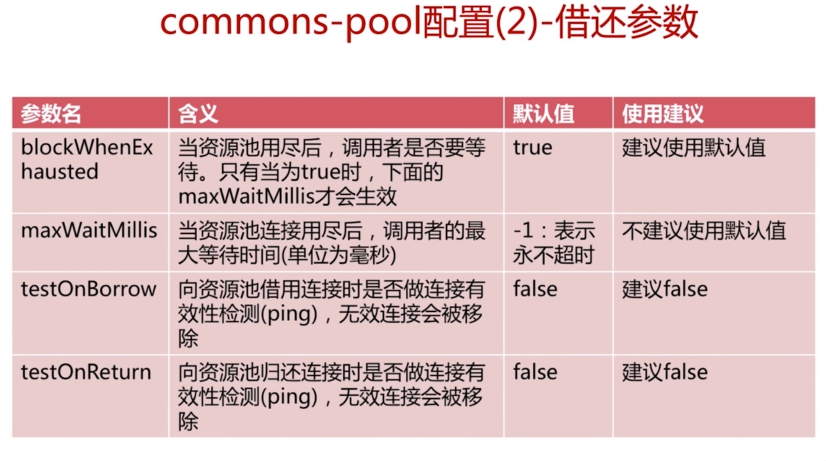 commons-pool配置(2)-借还参数
参数名 含义 默认值 使用建议
blockWhenEx 当资源池用尽后，调用者是否要等 true 建议使用默认值
hausted 待。只有当为true时，下面的
maxWaitMillis才会生效
maxWaitMillis 当资源池连接用尽后，调用者的最 -1：表示 不建议使用默认值
大等待时间(单位为毫秒) 永不超时
testOnBorrow 向资源池借用连接时是否做连接有 false 建议false
效性检测(ping)，无效连接会被移
除
testOnReturn 向资源池归还连接时是否做连接有 false 建议false
效性检测(ping)，无效连接会被移
除